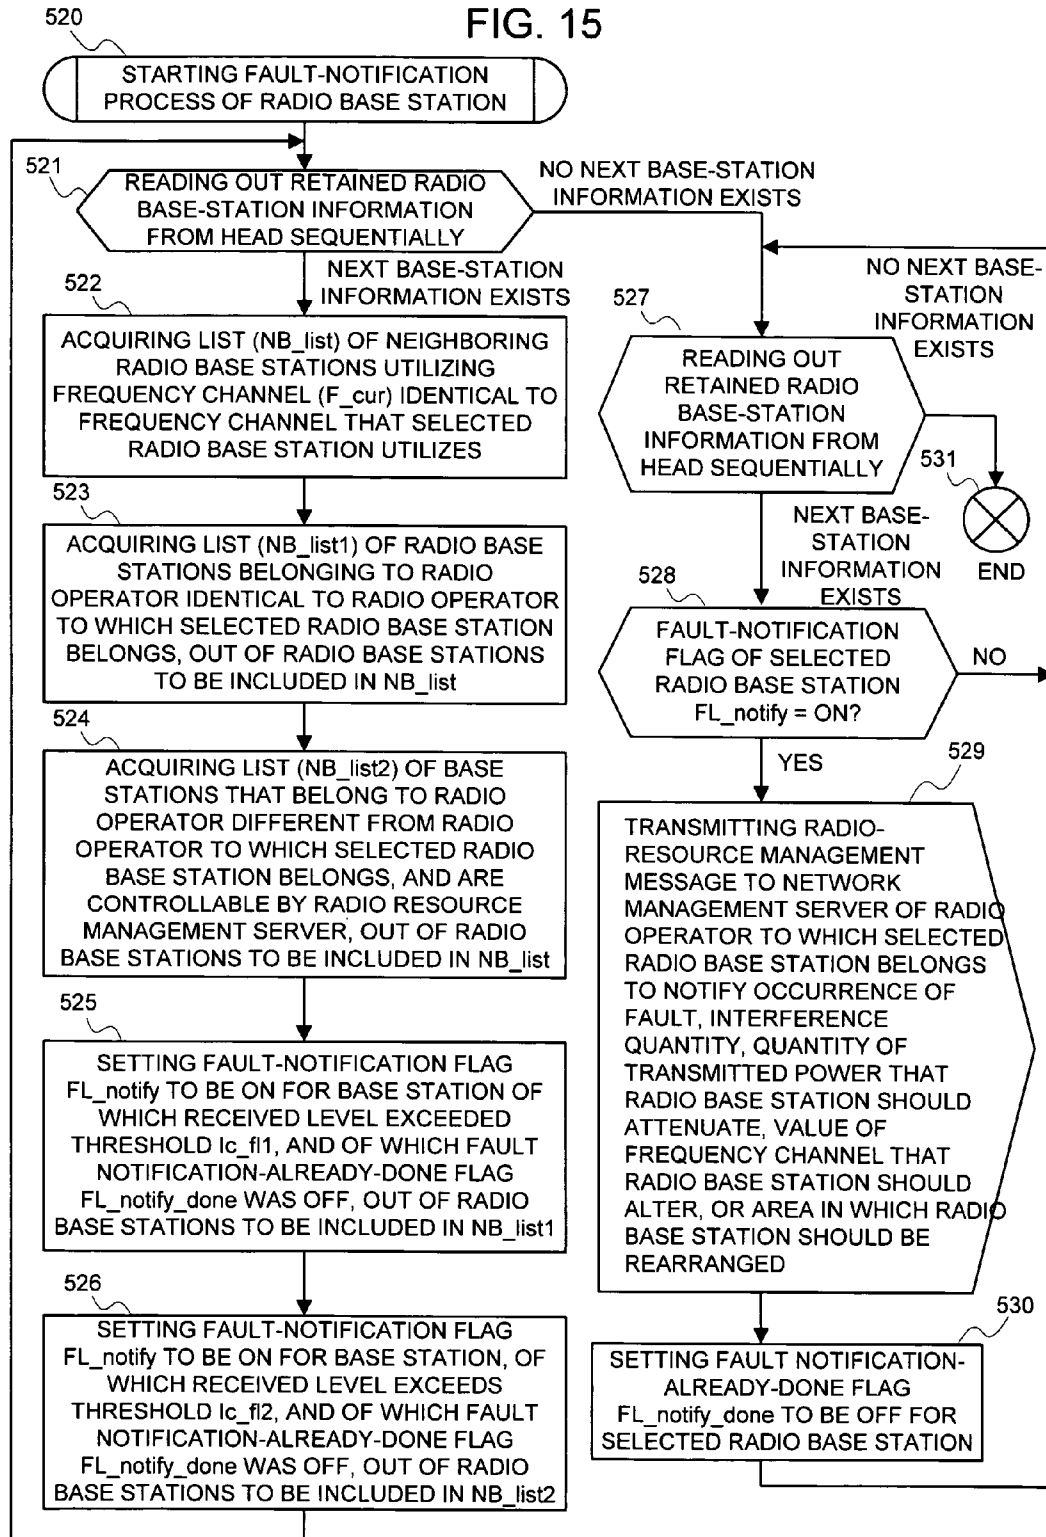 FIG. 15
520
STARTING FAULT-NOTIFICATION
PROCESS OF RADIO BASE STATION
521
READING OUT RETAINED RADIO
BASE-STATION INFORMATION
FROM HEAD SEQUENTIALLY
NO NEXT BASE-STATION
INFORMATION EXISTS
NEXT BASE-STATION
INFORMATION EXISTS
522
ACQUIRING LIST (NB_list) OF NEIGHBORING
RADIO BASE STATIONS UTILIZING
FREQUENCY CHANNEL (F_cur) IDENTICAL TO
FREQUENCY CHANNEL THAT SELECTED
RADIO BASE STATION UTILIZES
523
ACQUIRING LIST (NB_list1) OF RADIO BASE
STATIONS BELONGING TO RADIO
OPERATOR IDENTICAL TO RADIO OPERATOR
TO WHICH SELECTED RADIO BASE STATION
BELONGS, OUT OF RADIO BASE STATIONS
TO BE INCLUDED IN NB_list
524
ACQUIRING LIST (NB_list2) OF BASE
STATIONS THAT BELONG TO RADIO
OPERATOR DIFFERENT FROM RADIO
OPERATOR TO WHICH SELECTED RADIO
BASE STATION BELONGS, AND ARE
CONTROLLABLE BY RADIO RESOURCE
MANAGEMENT SERVER, OUT OF RADIO
BASE STATIONS TO BE INCLUDED IN NB_list
525
SETTING FAULT-NOTIFICATION FLAG
FL_notify TO BE ON FOR BASE STATION OF
WHICH RECEIVED LEVEL EXCEEDED
THRESHOLD lc_fl1, AND OF WHICH FAULT
NOTIFICATION-ALREADY-DONE FLAG
FL_notify_done WAS OFF, OUT OF RADIO
BASE STATIONS TO BE INCLUDED IN NB_list1
526
SETTING FAULT-NOTIFICATION FLAG
FL_notify TO BE ON FOR BASE STATION, OF
WHICH RECEIVED LEVEL EXCEEDS
THRESHOLD lc_fl2, AND OF WHICH FAULT
NOTIFICATION-ALREADY-DONE FLAG
FL_notify_done WAS OFF, OUT OF RADIO
BASE STATIONS TO BE INCLUDED IN NB_list2
527
READING OUT
RETAINED RADIO
BASE-STATION
INFORMATION FROM
HEAD SEQUENTIALLY
NO NEXT BASE-
STATION
INFORMATION
EXISTS
531
END
NEXT BASE-
STATION
INFORMATION
EXISTS
528
FAULT-NOTIFICATION
FLAG OF SELECTED
RADIO BASE STATION
FL_notify = ON?
NO
YES
529
TRANSMITTING RADIO-
RESOURCE MANAGEMENT
MESSAGE TO NETWORK
MANAGEMENT SERVER OF RADIO
OPERATOR TO WHICH SELECTED
RADIO BASE STATION BELONGS
TO NOTIFY OCCURRENCE OF
FAULT, INTERFERENCE
QUANTITY, QUANTITY OF
TRANSMITTED POWER THAT
RADIO BASE STATION SHOULD
ATTENUATE, VALUE OF
FREQUENCY CHANNEL THAT
RADIO BASE STATION SHOULD
ALTER, OR AREA IN WHICH RADIO
BASE STATION SHOULD BE
REARRANGED
530
SETTING FAULT NOTIFICATION-
ALREADY-DONE FLAG
FL_notify_done TO BE OFF FOR
SELECTED RADIO BASE STATION